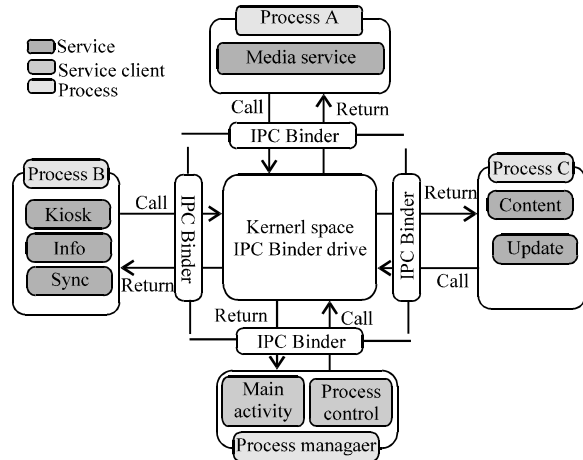 Process A
Media service
Service
Service client
Process
Call
Return
IPC Binder
Process B
Kiosk
Info
Sync
Call
Return
IPC Binder
Kernerl space
IPC Binder drive
IPC Binder
Return
Call
Process C
Content
Update
Return
Call
IPC Binder
Main
activity
Process
control
Process managaer